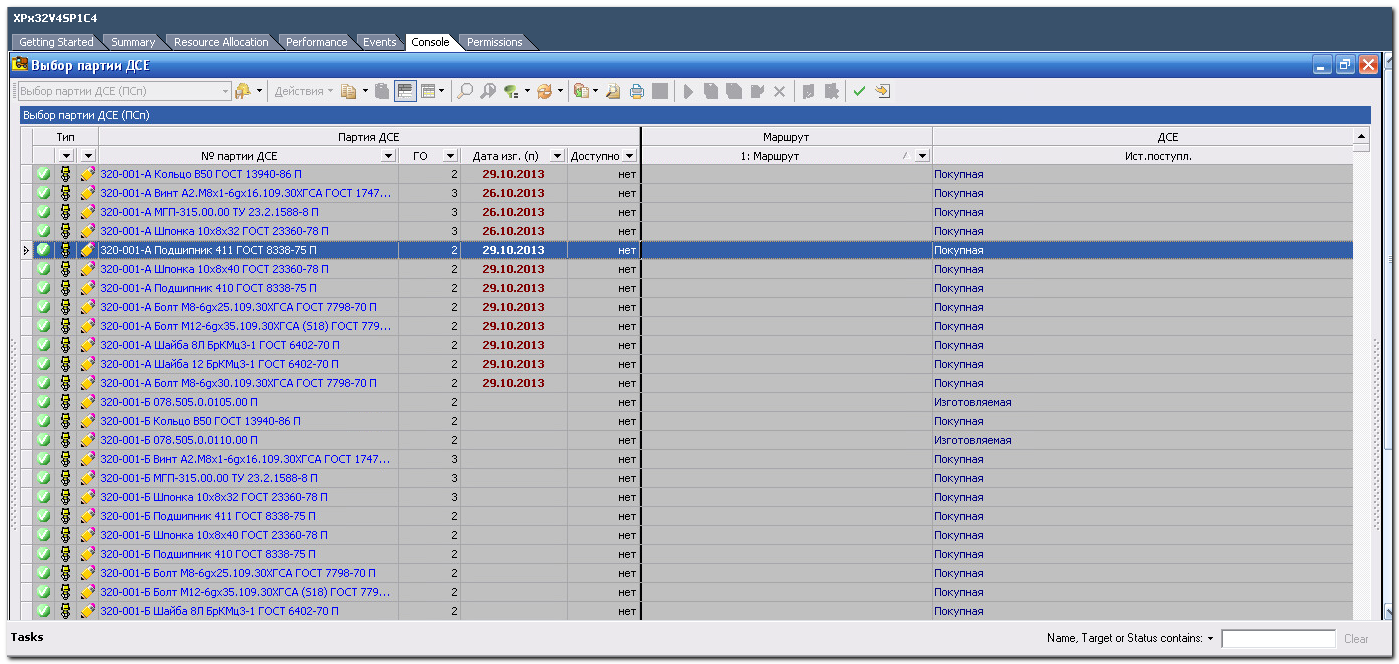 XPx32V4SP1C4
Getting Started Summary Resource Allocation Performance Events Console Permissions
Выбор партии ДСЕ
Выбор партии ДСЕ (ПСп) Действия
Выбор партии ДСЕ (ПСп)
Тип Партия ДСЕ Маршрут ДСЕ
№ партии ДСЕ ГО Дата изг. (п) Доступно 1: Маршрут Ист.поступл.
320-001-А Кольцо В50 ГОСТ 13940-86 П 2 29.10.2013 нет Покупная
320-001-А Винт А2.М8х1-6gх16.109.30ХГСА ГОСТ 1747... 3 26.10.2013 нет Покупная
320-001-А МГП-315.00.00 ТУ 23.2.1588-8 П 3 26.10.2013 нет Покупная
320-001-А Шпонка 10х8х32 ГОСТ 23360-78 П 3 26.10.2013 нет Покупная
320-001-А Подшипник 411 ГОСТ 8338-75 П 2 29.10.2013 нет Покупная
320-001-А Шпонка 10х8х40 ГОСТ 23360-78 П 2 29.10.2013 нет Покупная
320-001-А Подшипник 410 ГОСТ 8338-75 П 2 29.10.2013 нет Покупная
320-001-А Болт М8-6gх25.109.30ХГСА ГОСТ 7798-70 П 2 29.10.2013 нет Покупная
320-001-А Болт М12-6gх35.109.30ХГСА (S18) ГОСТ 779... 2 29.10.2013 нет Покупная
320-001-А Шайба 8Л БрКМц3-1 ГОСТ 6402-70 П 2 29.10.2013 нет Покупная
320-001-А Шайба 12 БрКМц3-1 ГОСТ 6402-70 П 2 29.10.2013 нет Покупная
320-001-А Болт М8-6gх30.109.30ХГСА ГОСТ 7798-70 П 2 29.10.2013 нет Покупная
320-001-Б 078.505.0.0105.00 П 2 нет Изготовляемая
320-001-Б Кольцо В50 ГОСТ 13940-86 П 2 нет Покупная
320-001-Б 078.505.0.0110.00 П 2 нет Изготовляемая
320-001-Б Винт А2.М8х1-6gх16.109.30ХГСА ГОСТ 1747... 3 нет Покупная
320-001-Б МГП-315.00.00 ТУ 23.2.1588-8 П 3 нет Покупная
320-001-Б Шпонка 10х8х32 ГОСТ 23360-78 П 3 нет Покупная
320-001-Б Подшипник 411 ГОСТ 8338-75 П 2 нет Покупная
320-001-Б Шпонка 10х8х40 ГОСТ 23360-78 П 2 нет Покупная
320-001-Б Подшипник 410 ГОСТ 8338-75 П 2 нет Покупная
320-001-Б Болт М8-6gх25.109.30ХГСА ГОСТ 7798-70 П 2 нет Покупная
320-001-Б Болт М12-6gх35.109.30ХГСА (S18) ГОСТ 779... 2 нет Покупная
320-001-Б Шайба 8Л БрКМц3-1 ГОСТ 6402-70 П 2 нет Покупная
Tasks Name, Target or Status contains: Clear